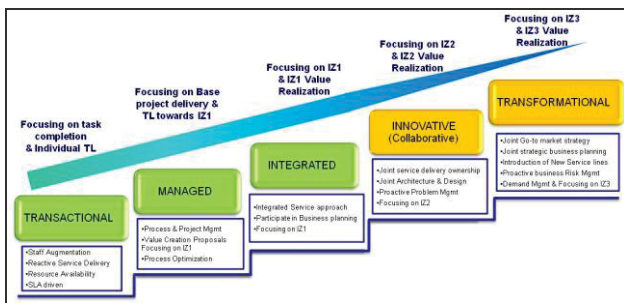 Focusing on task
completion
& Individual TL
TRANSACTIONAL
•Staff Augmentation
•Reactive Service Delivery
•Resource Availability
•SLA driven
Focusing on Base
project delivery &
TL towards IZ1
MANAGED
•Process & Project Mgmt
•Value Creation Proposals
Focusing on IZ1
•Process Optimization
Focusing on IZ1
& IZ1 Value
Realization
INTEGRATED
•Integrated Service approach
•Participate in Business planning
•Focusing on IZ1
Focusing on IZ2
& IZ2 Value
Realization
INNOVATIVE
(Collaborative)
•Joint service delivery ownership
•Joint Architecture & Design
•Proactive Problem Mgmt
•Focusing on IZ2
Focusing on IZ3
& IZ3 Value
Realization
TRANSFORMATIONAL
•Joint Go-to market strategy
•Joint strategic business planning
•Introduction of New Service lines
•Proactive business Risk Mgmt
•Demand Mgmt & Focusing on IZ3